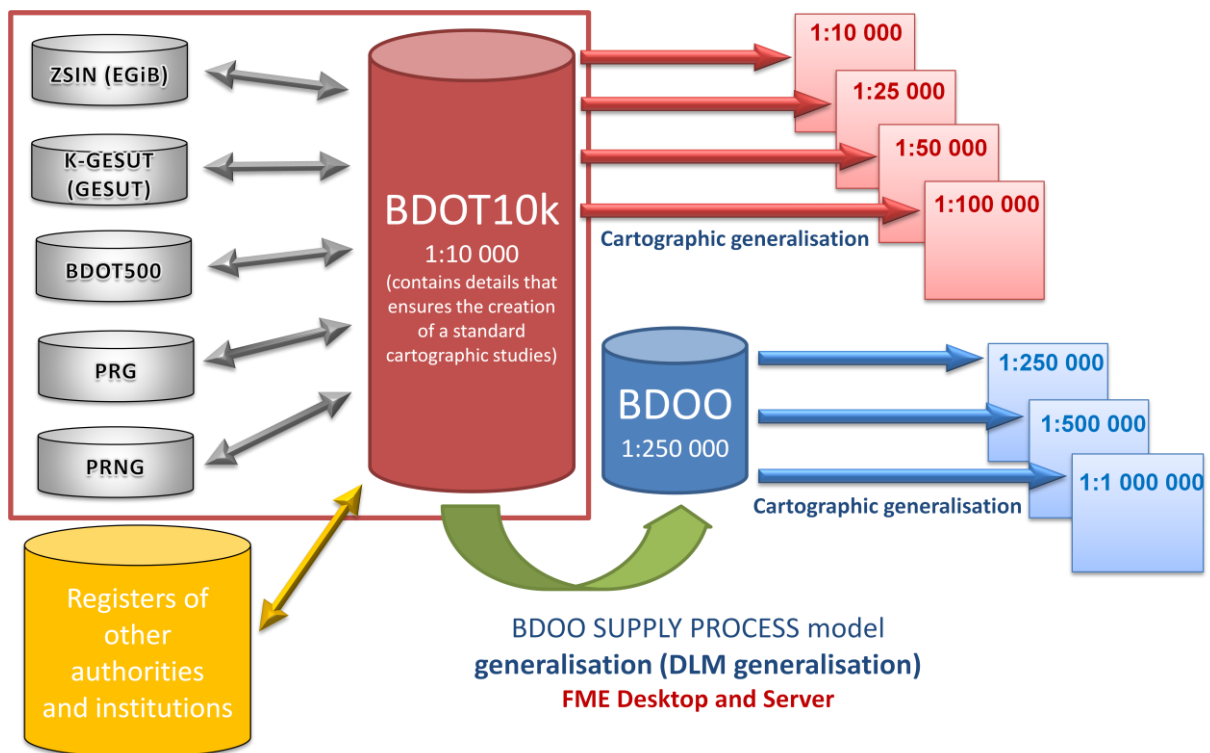 ZSIN (EGiB)
K-GESUT
(GESUT)
BDOT500
PRG
PRNG
Registers of
other
authorities
and institutions
BDOT10k
1:10 000
(contains details that
ensures the creation
of a standard
cartographic studies)
1:10 000
1:25 000
1:50 000
1:100 000
Cartographic generalisation
BDOO
1:250 000
1:250 000
1:500 000
1:1 000 000
Cartographic generalisation
BDOO SUPPLY PROCESS model
generalisation (DLM generalisation)
FME Desktop and Server